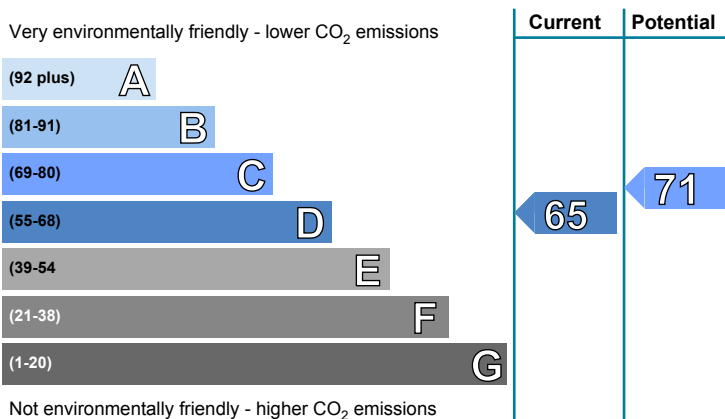 Very environmentally friendly - lower CO₂ emissions
Current
Potential
(92 plus) A
(81-91) B
(69-80) C
(55-68) D
(39-54 E
(21-38) F
(1-20) G
65
71
Not environmentally friendly - higher CO₂ emissions